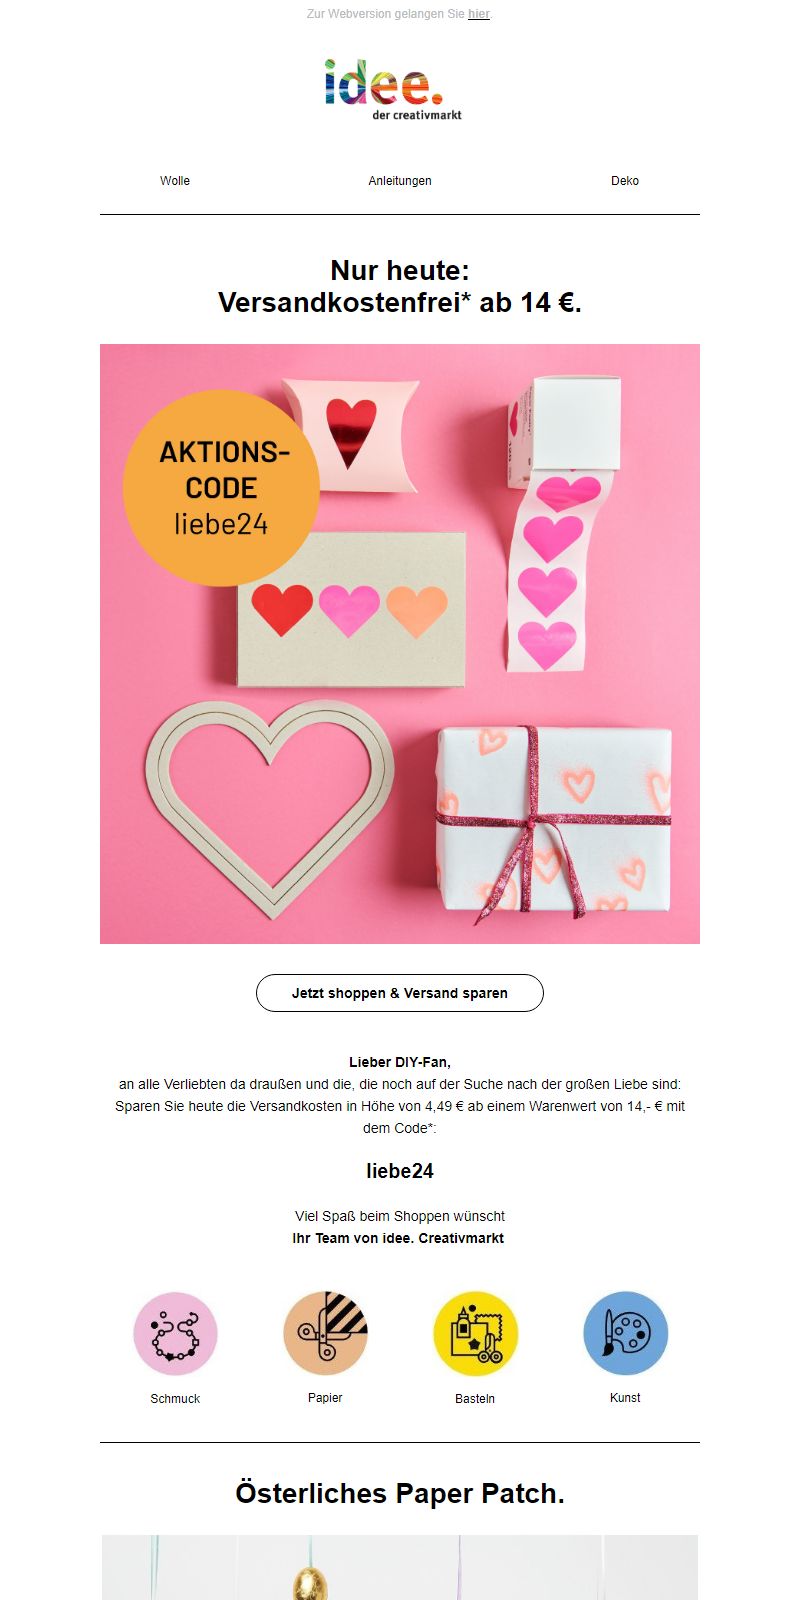 Zur Webversion gelangen Sie hier.
idee.
der creativmarkt
Wolle
Anleitungen
Deko
Nur heute:
Versandkostenfrei* ab 14 €.
AKTIONS-
CODE
liebe24
Jetzt shoppen & Versand sparen
Lieber DIY-Fan,
an alle Verliebten da draußen und die, die noch auf der Suche nach der großen Liebe sind:
Sparen Sie heute die Versandkosten in Höhe von 4,49 € ab einem Warenwert von 14,- € mit
dem Code*:
liebe24
Viel Spaß beim Shoppen wünscht
Ihr Team von idee. Creativmarkt
Schmuck
Papier
Basteln
Kunst
Österliches Paper Patch.